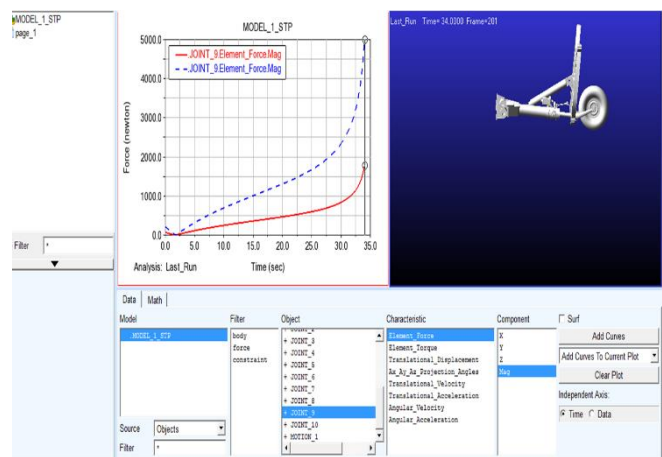 MODEL_1_STP
page_1
Filter *
MODEL_1_STP
.JOINT_9.Element_Force.Mag
.JOINT_9.Element_Force.Mag
Force (newton)
5000.0
4000.0
3000.0
2000.0
1000.0
0.0
0.0 5.0 10.0 15.0 20.0 25.0 30.0 35.0
Analysis: Last_Run Time (sec)
Last_Run Time= 34.0000 Frame=281
Data Math
Model Filter Object Characteristic Component Surf
.MODEL_1_STP
body
force
constraint
+ JOINT_3
+ JOINT_4
+ JOINT_5
+ JOINT_6
+ JOINT_7
+ JOINT_8
+ JOINT_9
+ JOINT_10
+ MOTION_1
Element_Force
Element_Torque
Translational_Displacement
Ax_Ay_Az_Projection_Angles
Translational_Velocity
Translational_Acceleration
Angular_Velocity
Angular_Acceleration
X
Y
Z
Mag
Add Curves
Add Curves To Current Plot
Clear Plot
Independent Axis:
Time Data
Source Objects
Filter *